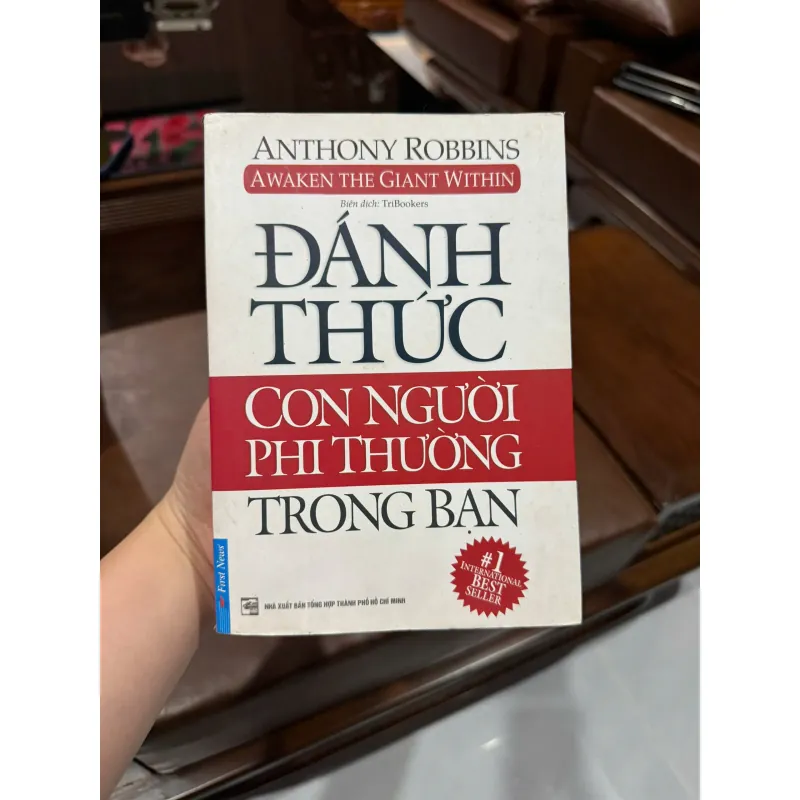 ANTHONY ROBBINS
AWAKEN THE GIANT WITHIN
Biên dịch: TriBookers
ĐÁNH
THỨC
CON NGƯỜI
PHI THƯỜNG
TRONG BẠN
#1
INTERNATIONAL
BEST
SELLER
First News
NHÀ XUẤT BẢN TỔNG HỢP THÀNH PHỐ HỒ CHÍ MINH